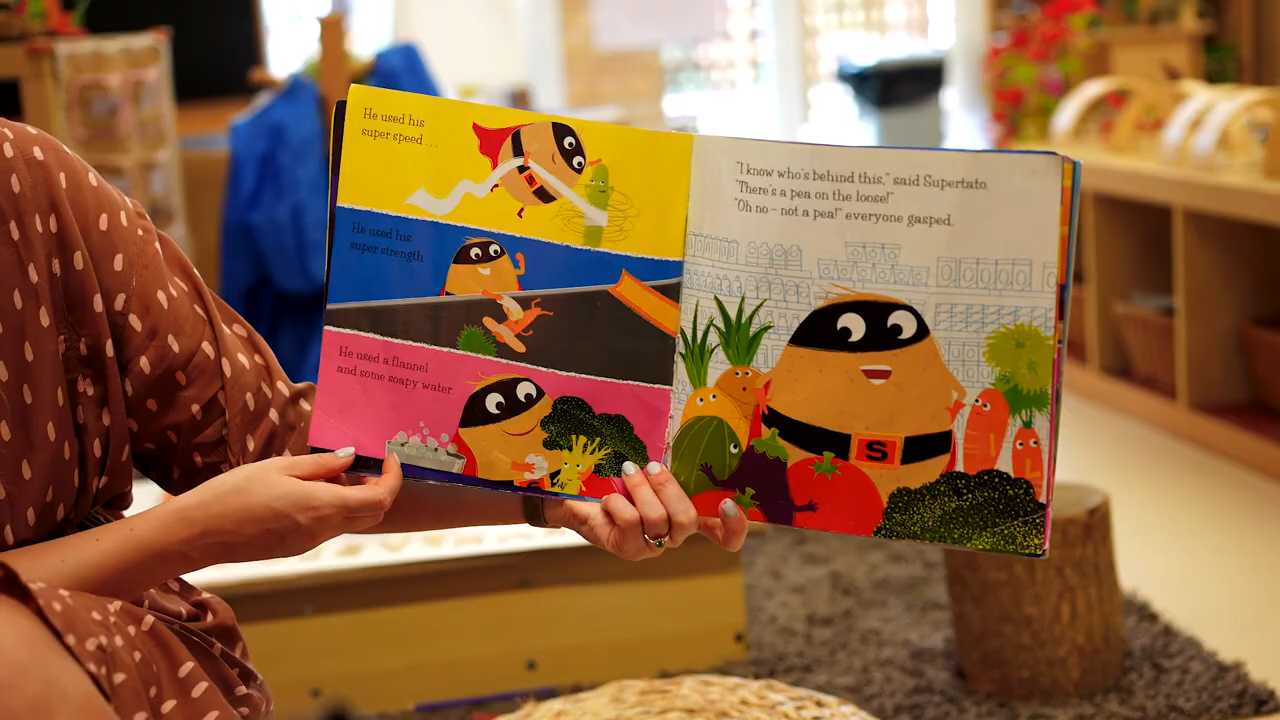 He used his
super speed...
He used his
super strength
He used a flannel
and some soapy water.
"I know who's behind this," said Supertato.
"There's a pea on the loose!"
"Oh no – not a pea!" everyone gasped.
S
S